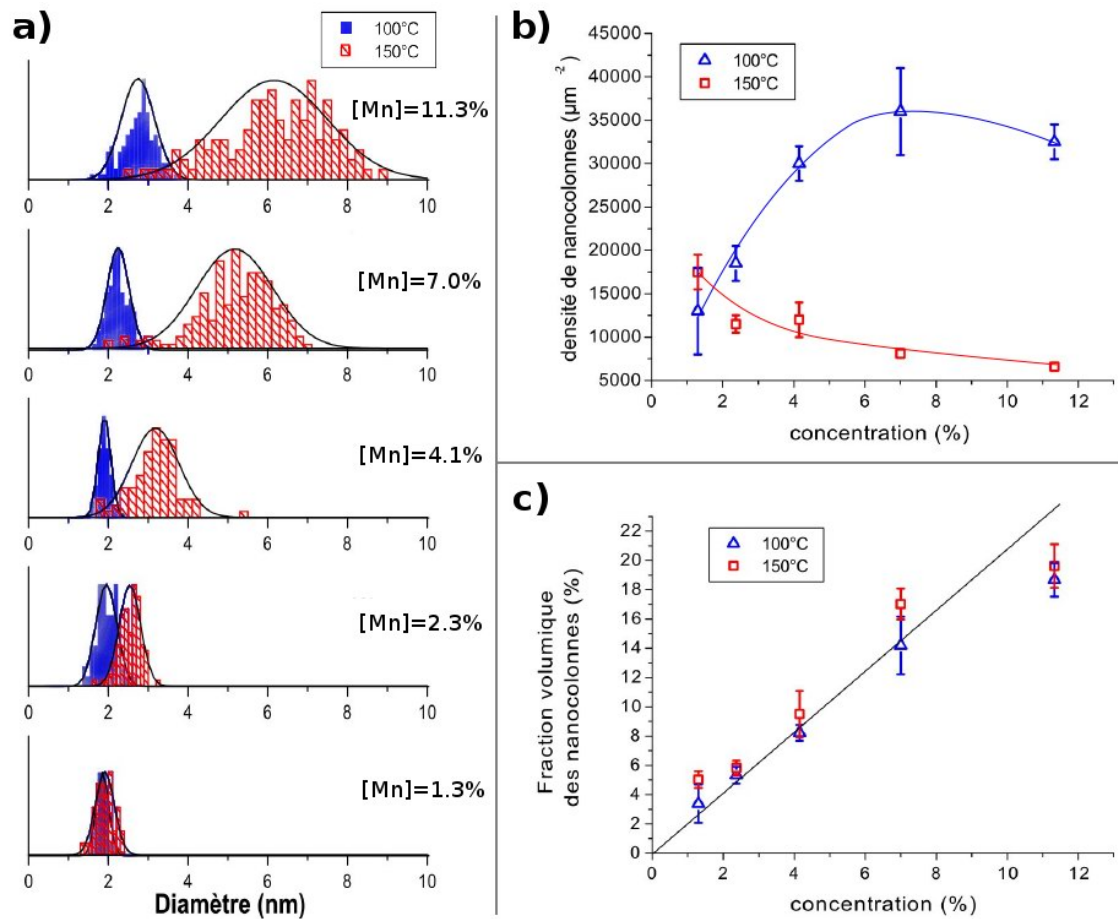 a)
100°C
150°C
[Mn]=11.3%
0 2 4 6 8 10
[Mn]=7.0%
0 2 4 6 8 10
[Mn]=4.1%
0 2 4 6 8 10
[Mn]=2.3%
0 2 4 6 8 10
[Mn]=1.3%
0 2 4 6 8 10
Diamètre (nm)
b)
densité de nanocolonnes (µm⁻²)
45000
40000
35000
30000
25000
20000
15000
10000
5000
100°C
150°C
0 2 4 6 8 10 12
concentration (%)
c)
Fraction volumique
des nanocolonnes (%)
22
20
18
16
14
12
10
8
6
4
2
0
100°C
150°C
0 2 4 6 8 10 12
concentration (%)